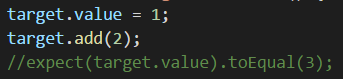 target.value = 1;
target.add(2);
//expect(target.value).toEqual(3);